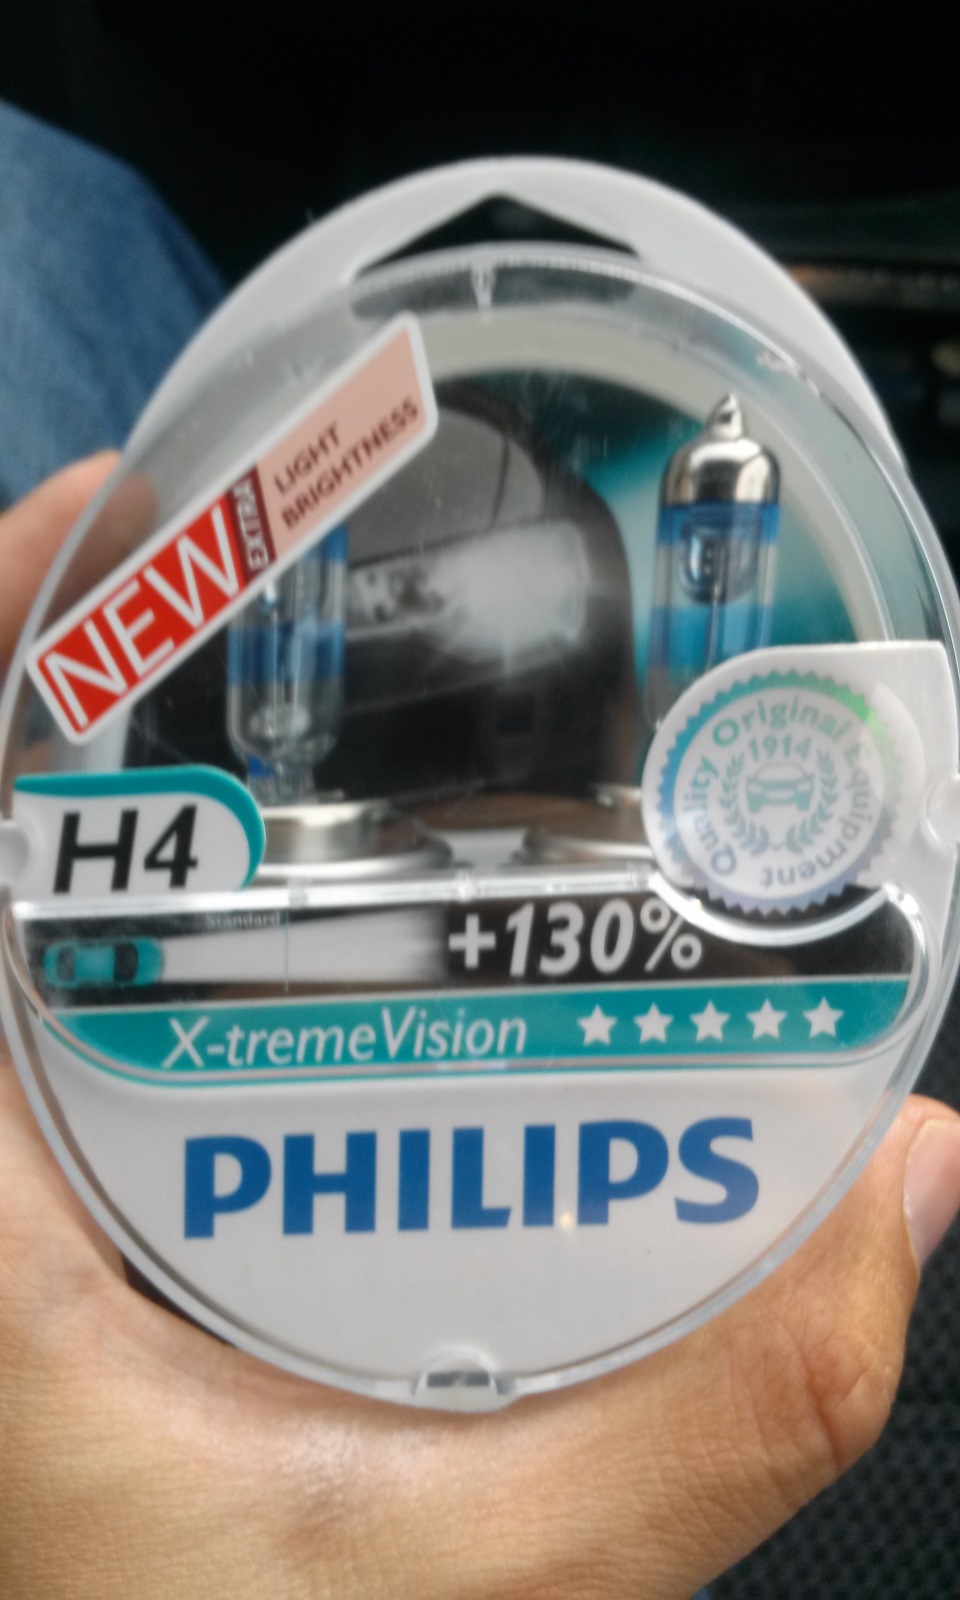 NEW
EXTRA
LIGHT
BRIGHTNESS
H4
Quality Original Equipment
1914
Standard
+130%
X-tremeVision
PHILIPS